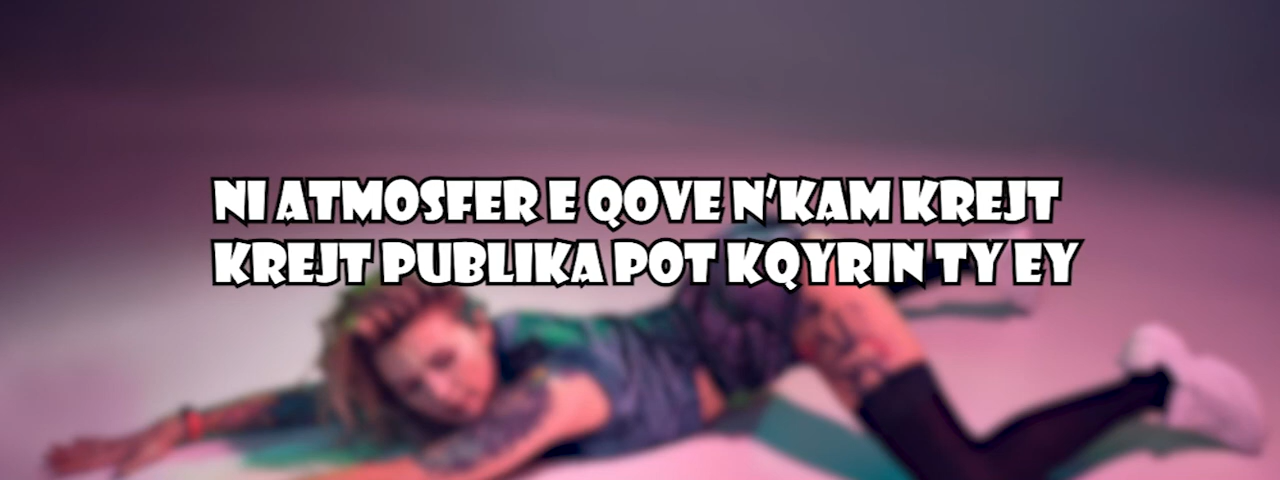 NI ATMOSFER E QOVE N'KAM KREJT
KREJT PUBLIKA POT KQYRIN TY EY